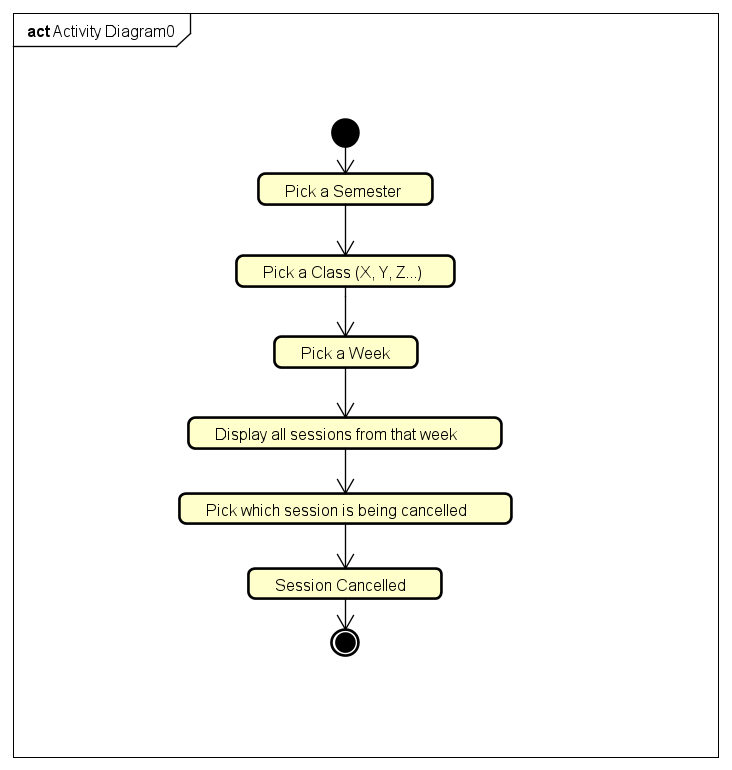 act Activity Diagram0
Pick a Semester
Pick a Class (X, Y, Z...)
Pick a Week
Display all sessions from that week
Pick which session is being cancelled
Session Cancelled